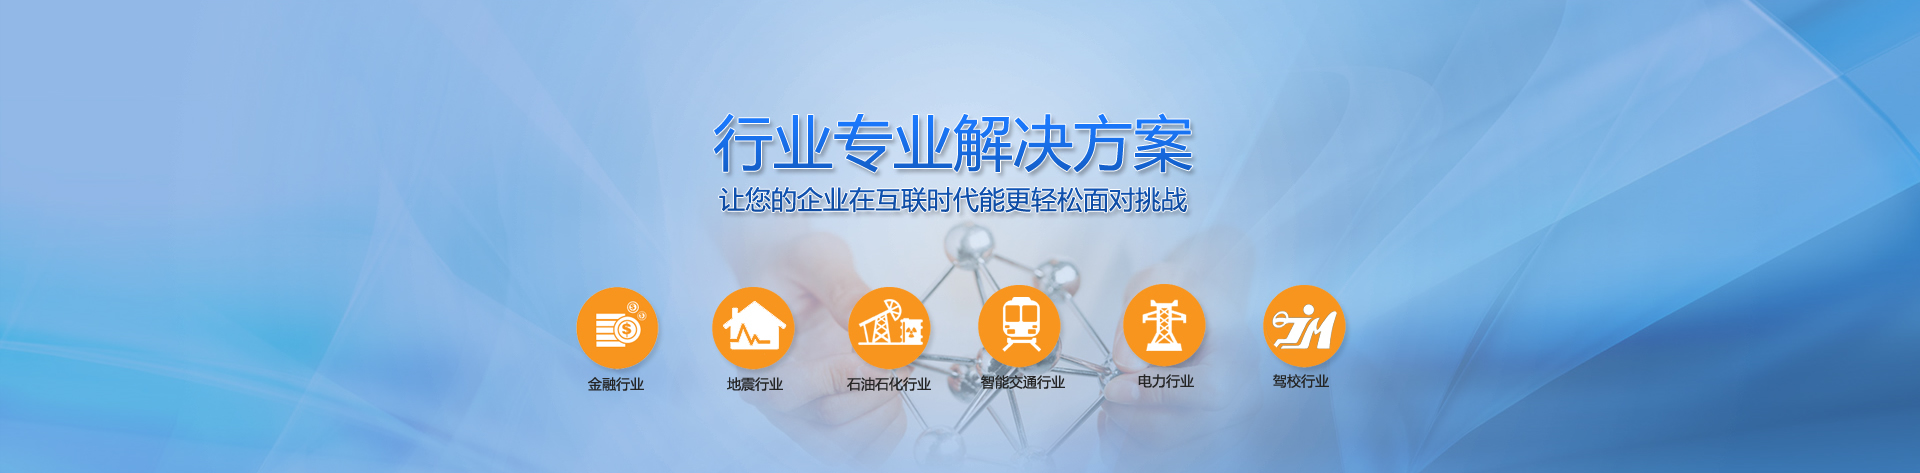 行业专业解决方案
让您的企业在互联时代能更轻松面对挑战
金融行业
地震行业
石油石化行业
智能交通行业
电力行业
驾校行业